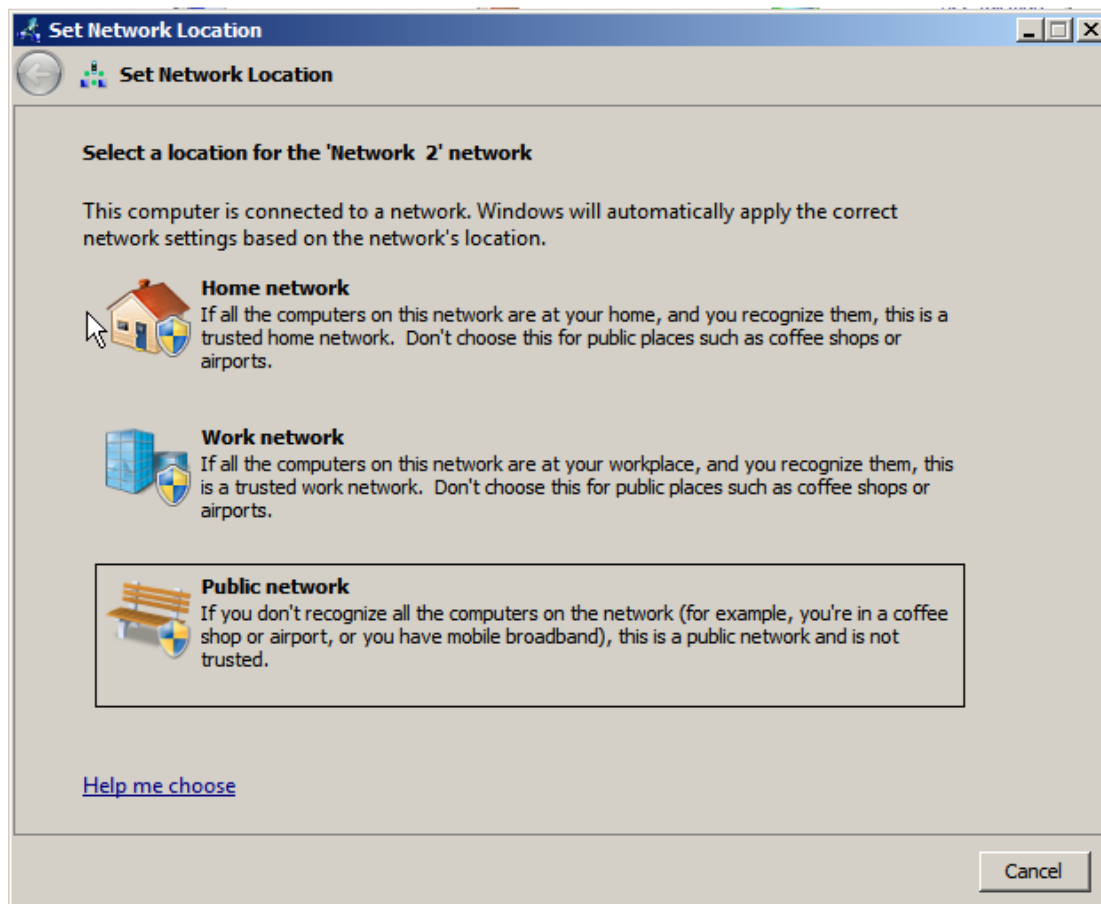 Set Network Location
Set Network Location
Select a location for the 'Network  2' network
This computer is connected to a network. Windows will automatically apply the correct
network settings based on the network's location.
Home network
If all the computers on this network are at your home, and you recognize them, this is a
trusted home network.  Don't choose this for public places such as coffee shops or
airports.
Work network
If all the computers on this network are at your workplace, and you recognize them, this
is a trusted work network.  Don't choose this for public places such as coffee shops or
airports.
Public network
If you don't recognize all the computers on the network (for example, you're in a coffee
shop or airport, or you have mobile broadband), this is a public network and is not
trusted.
Help me choose
Cancel